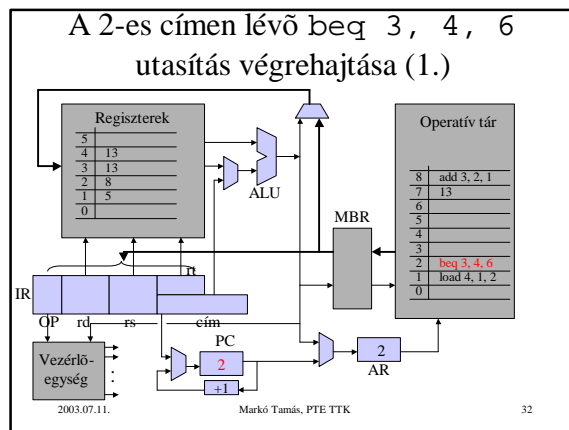 A 2-es címen lévõ beq 3, 4, 6
utasítás végrehajtása (1.)
Regiszterek
5
4 13
3 13
2 8
1 5
0
ALU
MBR
Operatív tár
8 add 3, 2, 1
7 13
6
5
4
3
2 beq 3, 4, 6
1 load 4, 1, 2
0
IR
rt
OP rd rs cím
Vezérlõ-
egység
PC
2
+1
2
AR
2003.07.11. Markó Tamás, PTE TTK 32